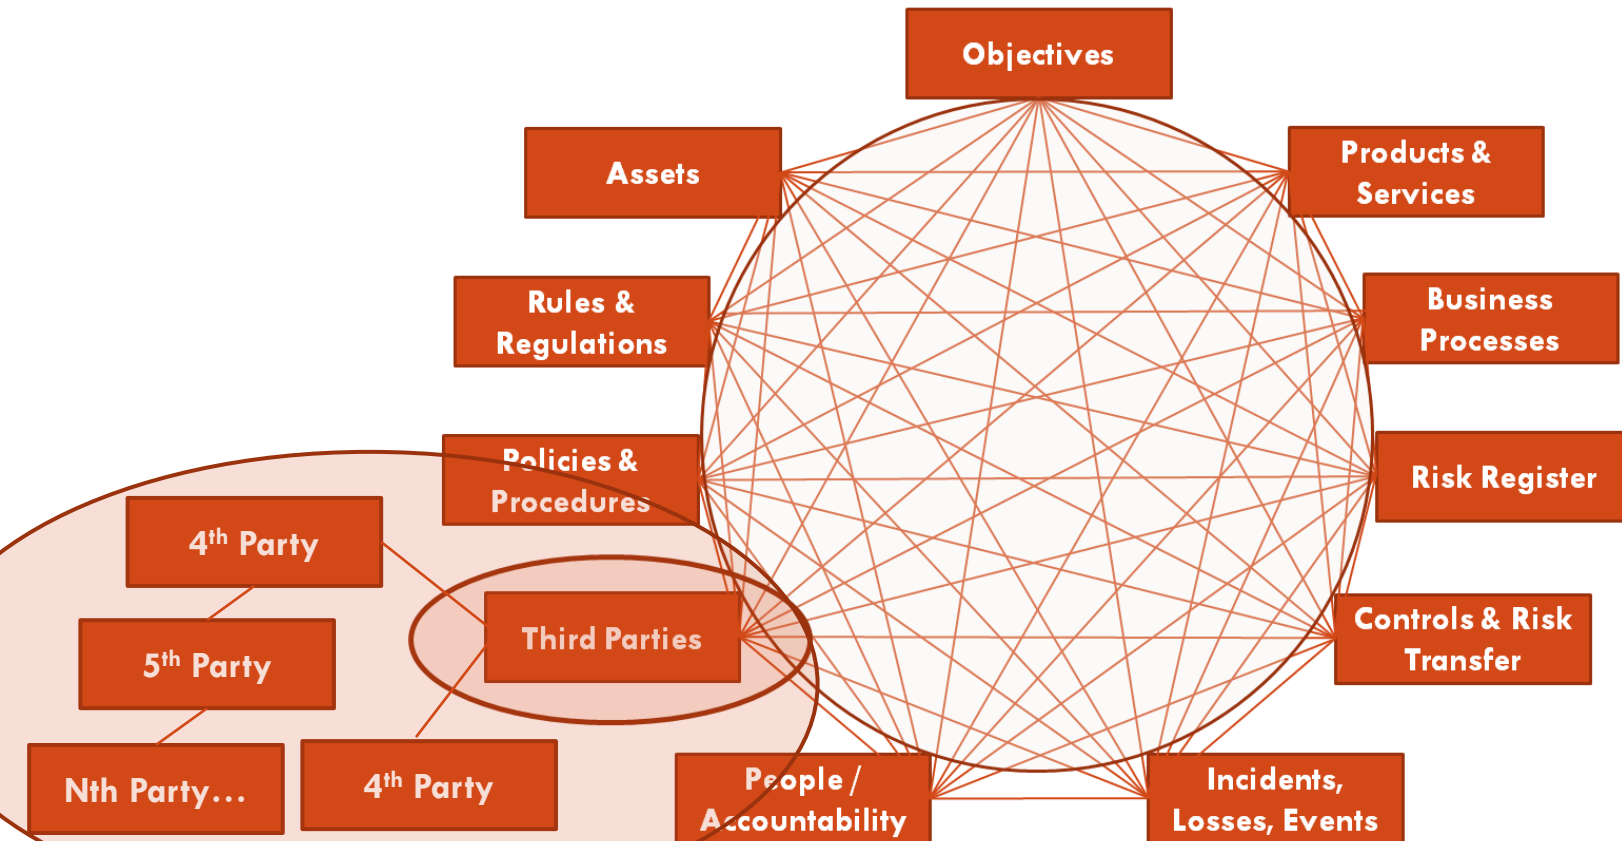 Objectives
Assets
Products &
Services
Rules &
Regulations
Business
Processes
Policies &
Procedures
Risk Register
4th Party
Third Parties
Controls & Risk
Transfer
5th Party
Nth Party...
4th Party
People /
Accountability
Incidents,
Losses, Events